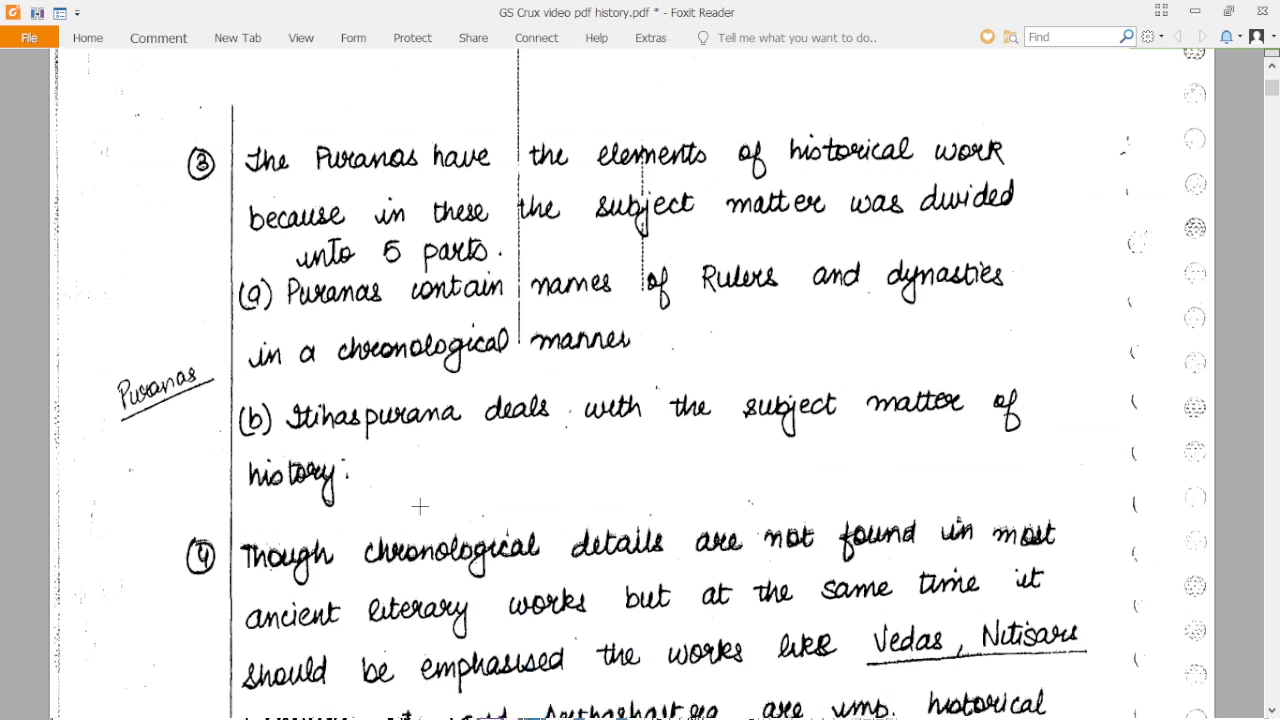 GS Crux video pdf history.pdf * - Foxit Reader
File Home Comment New Tab View Form Protect Share Connect Help Extras Tell me what you want to do.. Find
③ The Puranas have the elements of historical work
because in these the subject matter was divided
into 5 parts.
(a) Puranas contain names of Rulers and dynasties
in a chronological manner
Puranas
(b) Itihaspurana deals with the subject matter of
history.
④ Though chronological details are not found in most
ancient literary works but at the same time it
should be emphasised the works like Vedas, Nitisars
are imp. historical